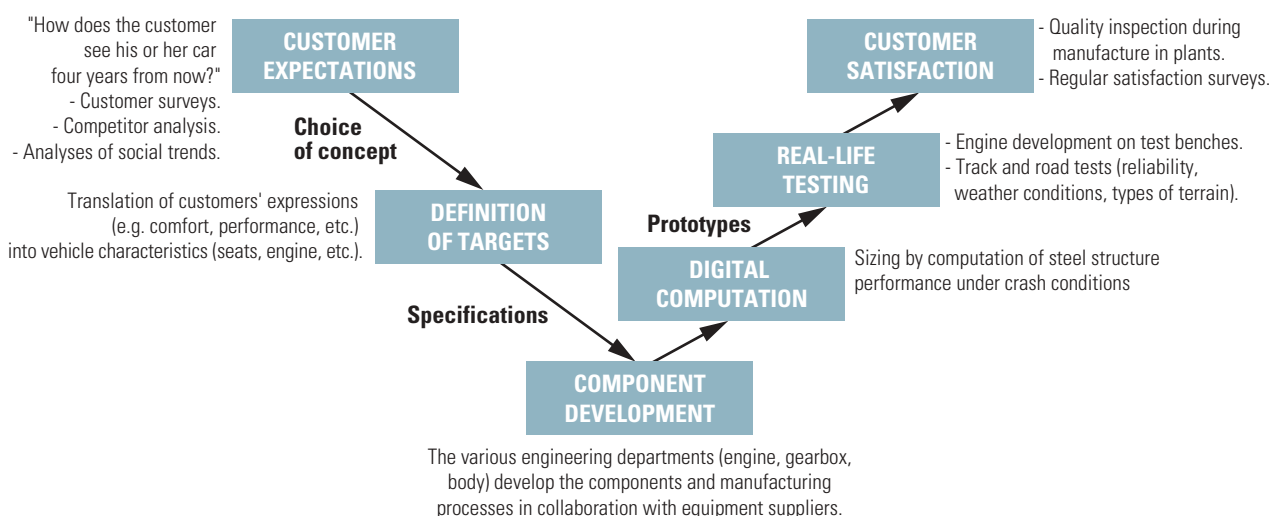 "How does the customer
see his or her car
four years from now?"
- Customer surveys.
- Competitor analysis.
- Analyses of social trends.
CUSTOMER
EXPECTATIONS
Choice
of concept
Translation of customers' expressions
(e.g. comfort, performance, etc.)
into vehicle characteristics (seats, engine, etc.).
DEFINITION
OF TARGETS
Specifications
COMPONENT
DEVELOPMENT
The various engineering departments (engine, gearbox,
body) develop the components and manufacturing
processes in collaboration with equipment suppliers.
DIGITAL
COMPUTATION
Sizing by computation of steel structure
performance under crash conditions
Prototypes
REAL-LIFE
TESTING
- Engine development on test benches.
- Track and road tests (reliability,
weather conditions, types of terrain).
CUSTOMER
SATISFACTION
- Quality inspection during
manufacture in plants.
- Regular satisfaction surveys.